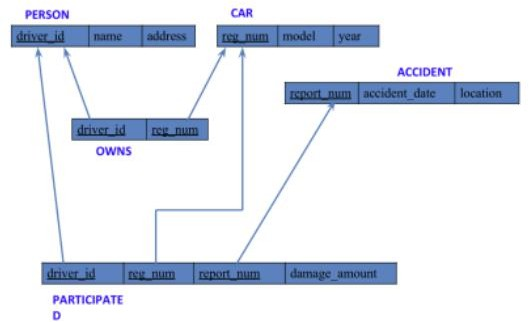 PERSON
CAR
driver_id name address
reg_num model year
ACCIDENT
report_num accident_date location
driver_id reg_num
OWNS
driver_id reg_num report_num damage_amount
PARTICIPATE
D